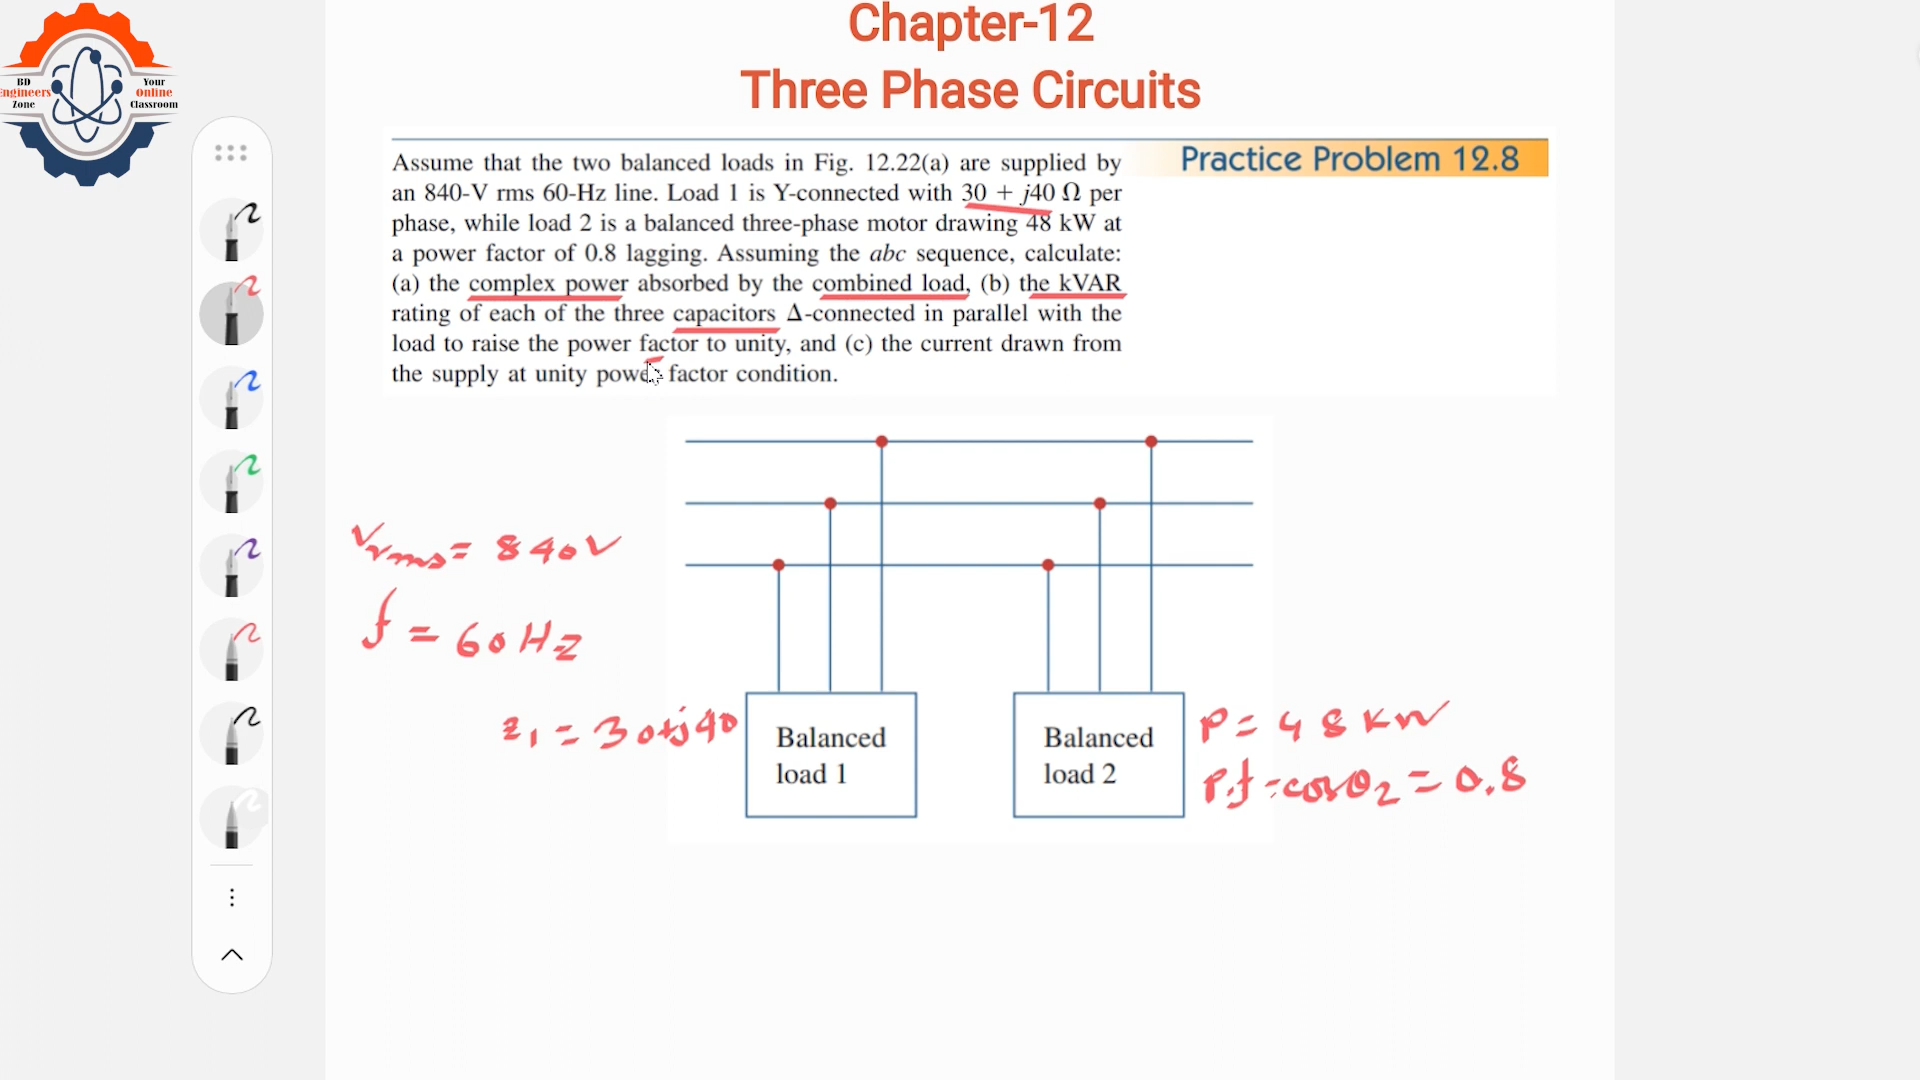 Chapter-12
Three Phase Circuits
BD
Engineers
Zone
Your
Online
Classroom
Practice Problem 12.8
Assume that the two balanced loads in Fig. 12.22(a) are supplied by
an 840-V rms 60-Hz line. Load 1 is Y-connected with 30 + j40 Ω per
phase, while load 2 is a balanced three-phase motor drawing 48 kW at
a power factor of 0.8 lagging. Assuming the abc sequence, calculate:
(a) the complex power absorbed by the combined load, (b) the kVAR
rating of each of the three capacitors Δ-connected in parallel with the
load to raise the power factor to unity, and (c) the current drawn from
the supply at unity power factor condition.
Vrms = 840V
f = 60 Hz
z1 = 30+j40
Balanced
load 1
Balanced
load 2
P = 48 KW
P.f = cosθ2 = 0.8